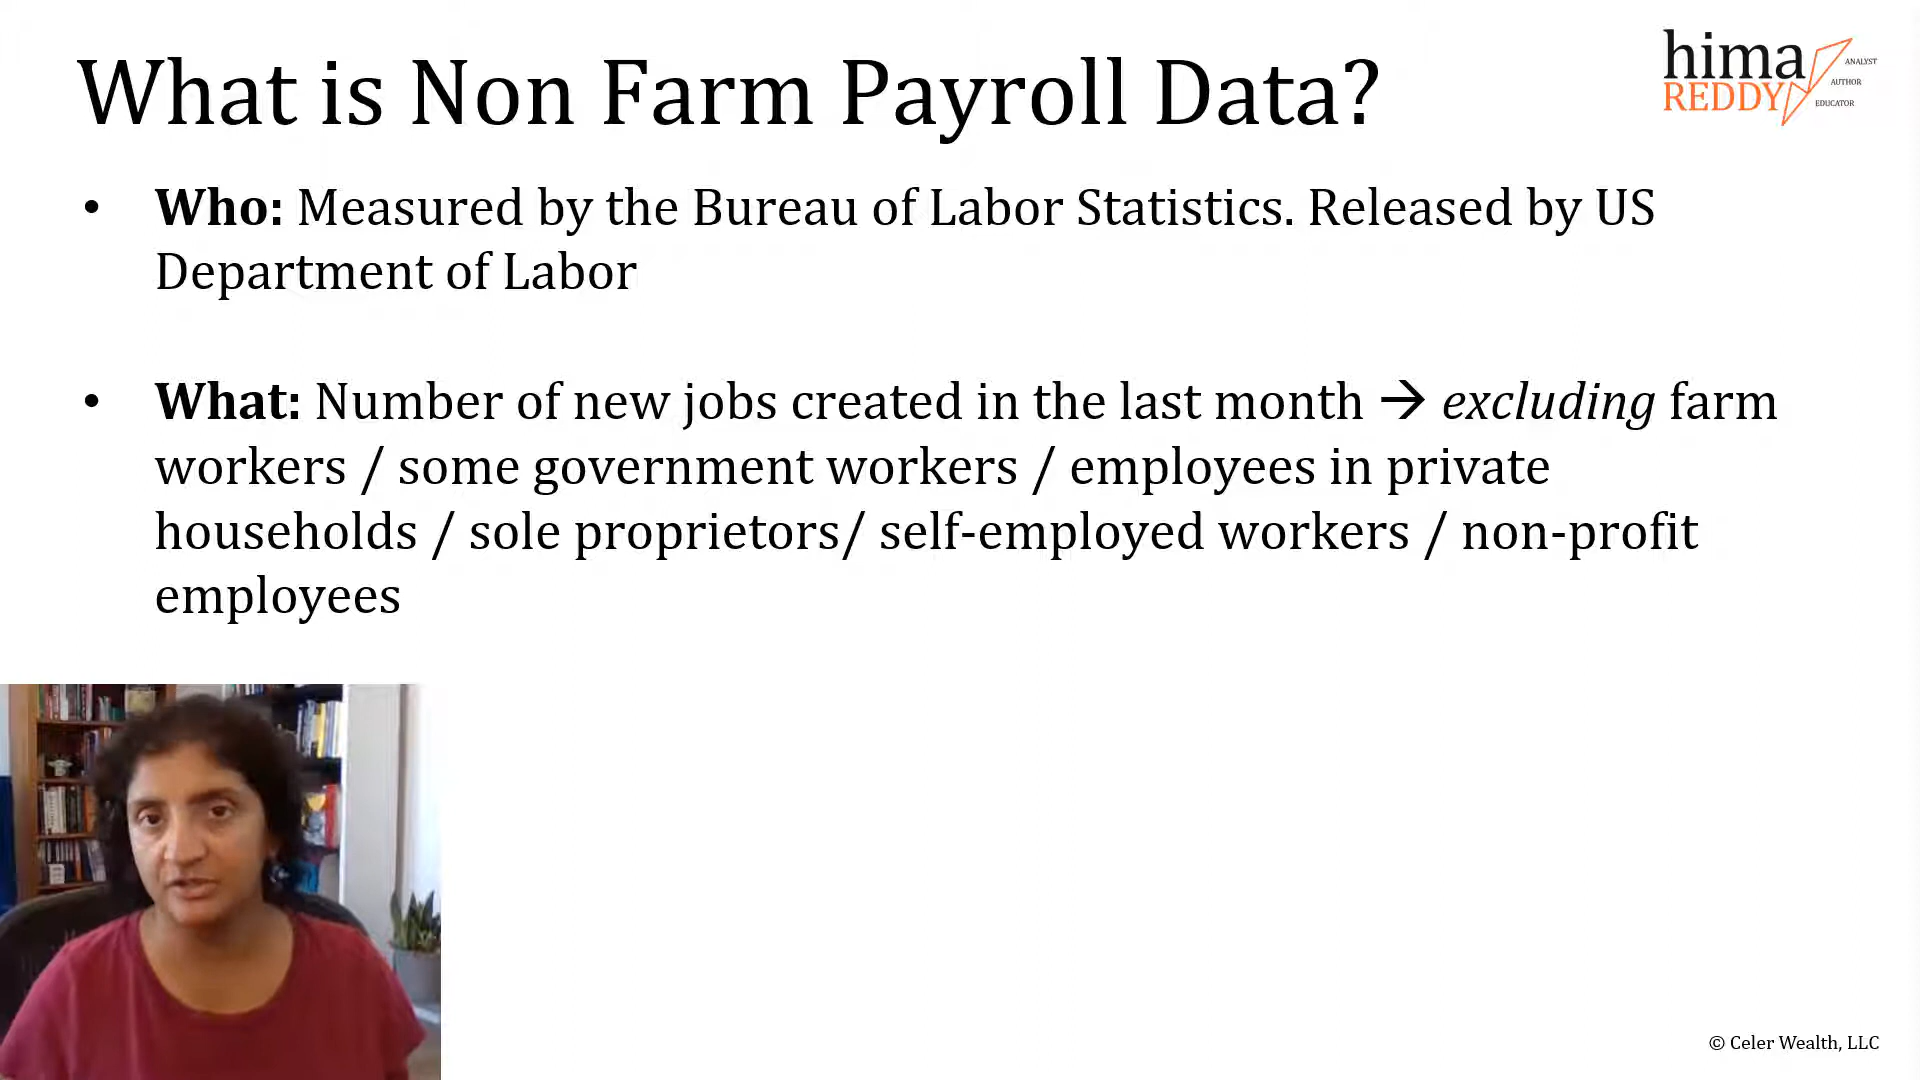 What is Non Farm Payroll Data?
hima
REDDY
ANALYST
AUTHOR
EDUCATOR
• Who: Measured by the Bureau of Labor Statistics. Released by US
Department of Labor
• What: Number of new jobs created in the last month → excluding farm
workers / some government workers / employees in private
households / sole proprietors/ self-employed workers / non-profit
employees
© Celer Wealth, LLC